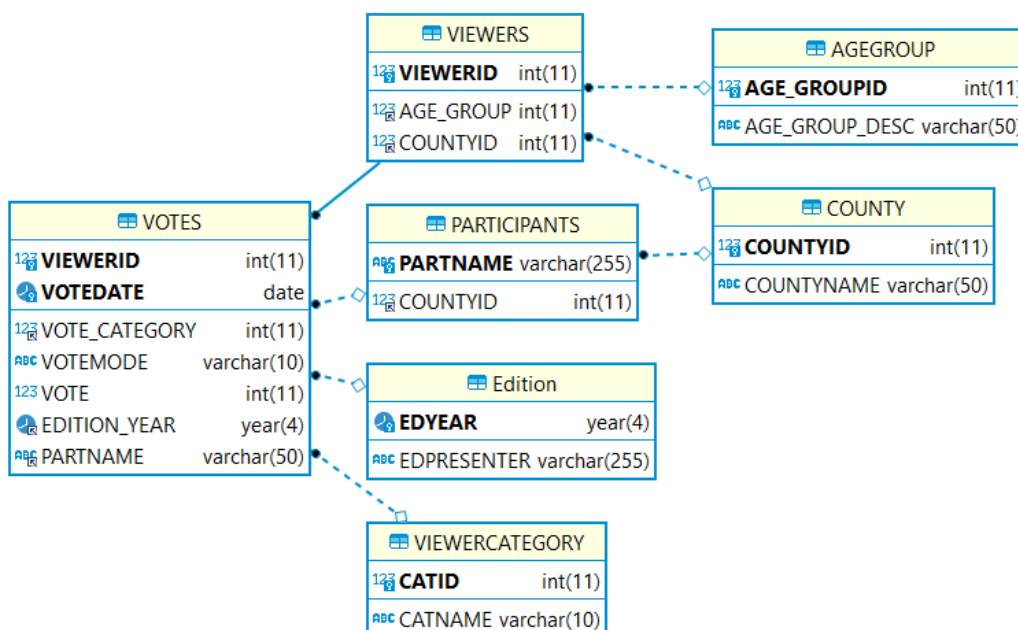 VIEWERS
VIEWERID int(11)
AGE_GROUP int(11)
COUNTYID int(11)
AGEGROUP
AGE_GROUPID int(11)
AGE_GROUP_DESC varchar(50)
VOTES
VIEWERID int(11)
VOTEDATE date
VOTE_CATEGORY int(11)
VOTEMODE varchar(10)
VOTE int(11)
EDITION_YEAR year(4)
PARTNAME varchar(50)
PARTICIPANTS
PARTNAME varchar(255)
COUNTYID int(11)
COUNTY
COUNTYID int(11)
COUNTYNAME varchar(50)
Edition
EDYEAR year(4)
EDPRESENTER varchar(255)
VIEWERCATEGORY
CATID int(11)
CATNAME varchar(10)